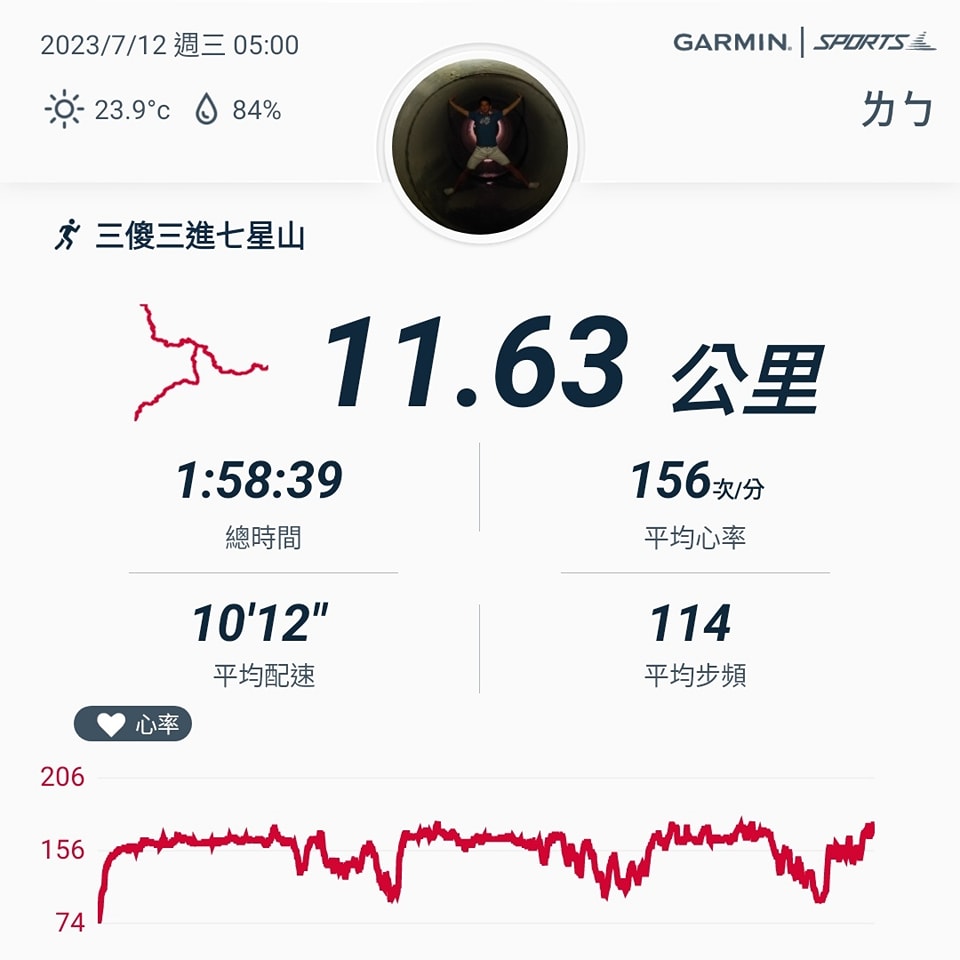 2023/7/12 週三 05:00
GARMIN. | SPORTS
23.9°c 84%
ㄌㄅ
三傻三進七星山
11.63 公里
1:58:39
總時間
156次/分
平均心率
10'12"
平均配速
114
平均步頻
心率
206
156
74